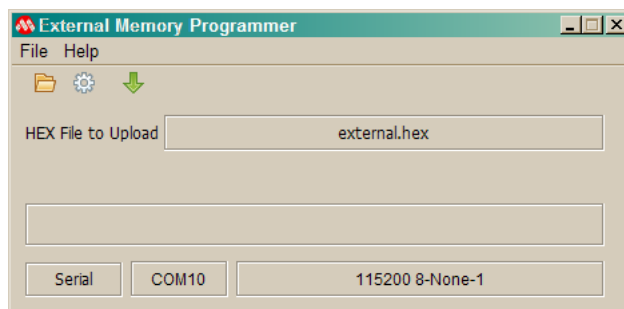 External Memory Programmer
File Help
HEX File to Upload external.hex
Serial COM10 115200 8-None-1